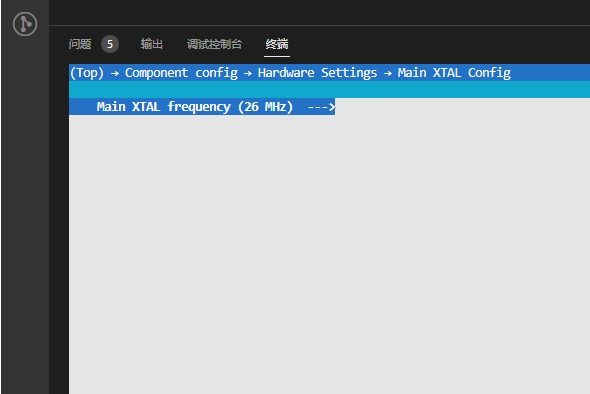 问题 5 输出 调试控制台 终端
(Top) → Component config → Hardware Settings → Main XTAL Config
Main XTAL frequency (26 MHz) --->